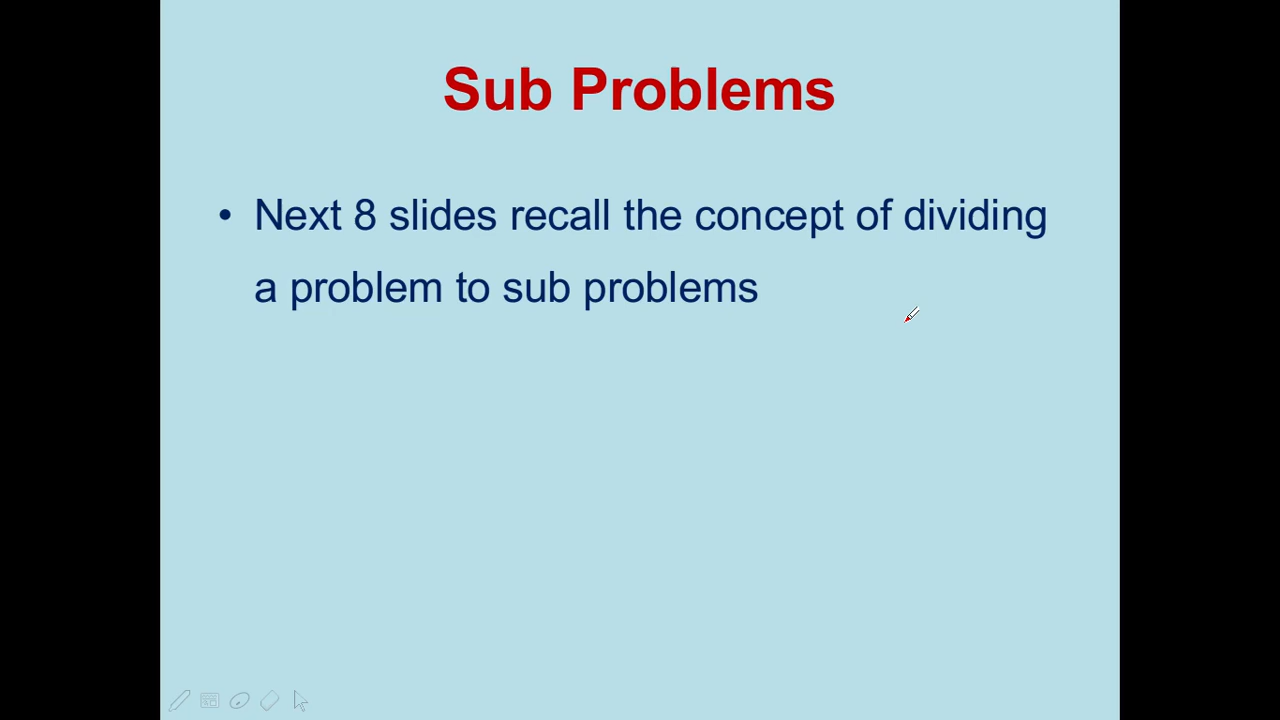 Sub Problems
• Next 8 slides recall the concept of dividing
a problem to sub problems